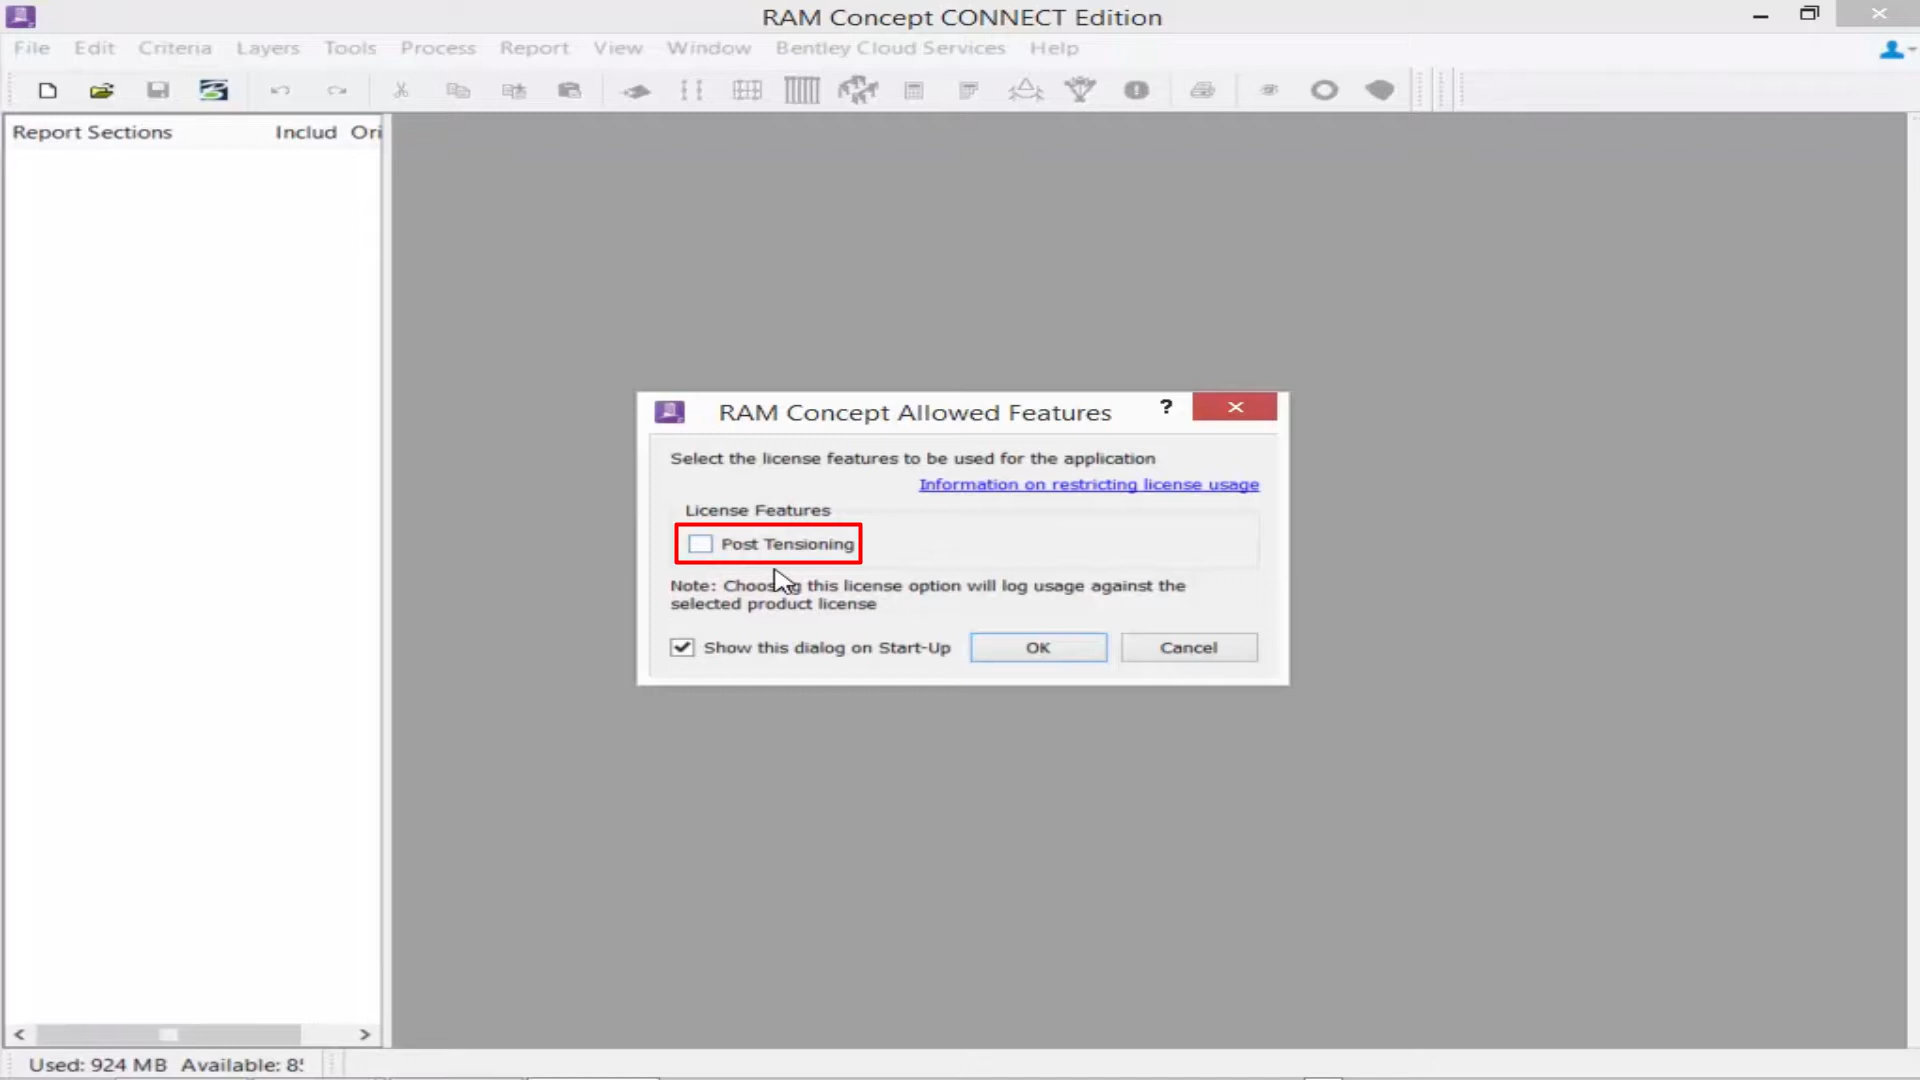 RAM Concept CONNECT Edition
File Edit Criteria Layers Tools Process Report View Window Bentley Cloud Services Help
Report Sections Includ Ori
RAM Concept Allowed Features ?
Select the license features to be used for the application
Information on restricting license usage
License Features
Post Tensioning
Note: Choosing this license option will log usage against the
selected product license
Show this dialog on Start-Up OK Cancel
Used: 924 MB Available: 8